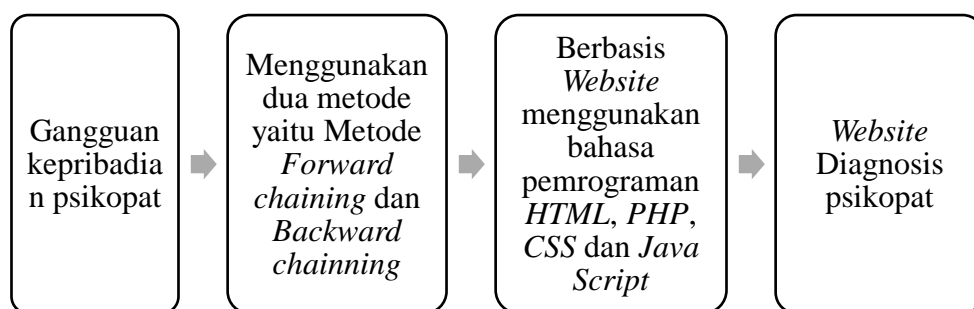 Gangguan
kepribadia
n psikopat
Menggunakan
dua metode
yaitu Metode
Forward
chaining dan
Backward
chainning
Berbasis
Website
menggunakan
bahasa
pemrograman
HTML, PHP,
CSS dan Java
Script
Website
Diagnosis
psikopat